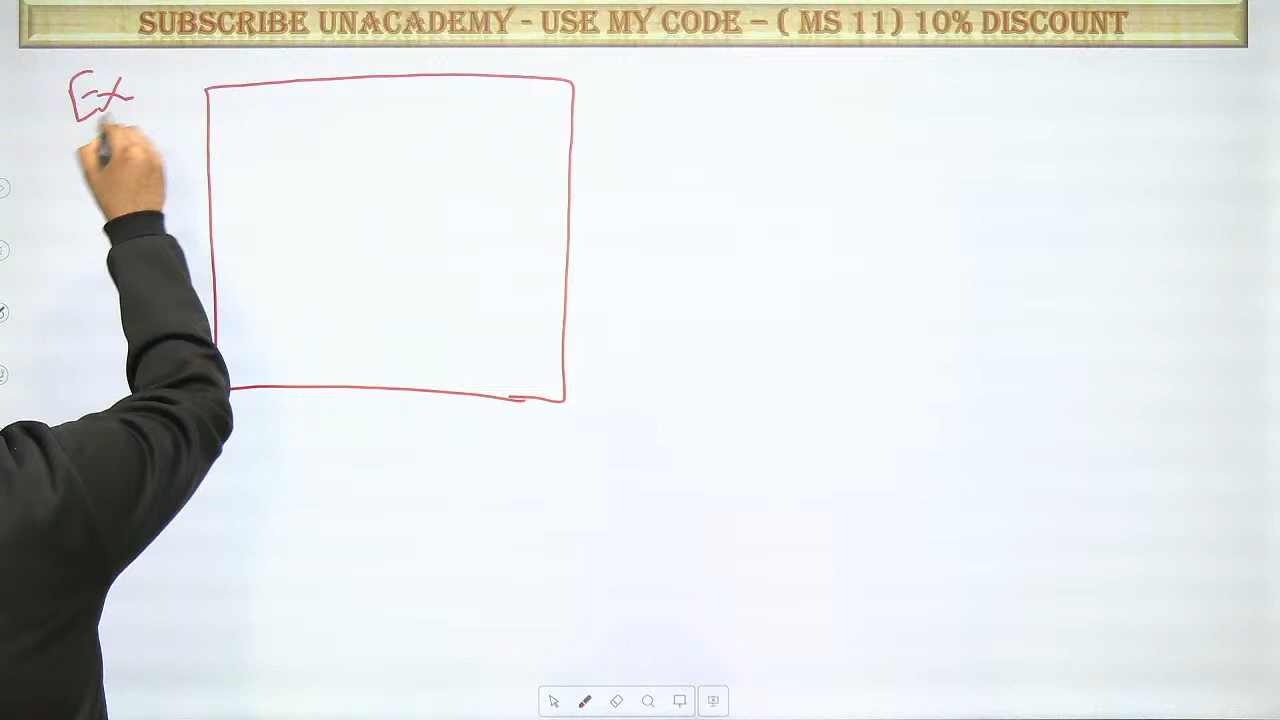 SUBSCRIBE UNACADEMY - USE MY CODE – ( MS 11) 10% DISCOUNT
Ex